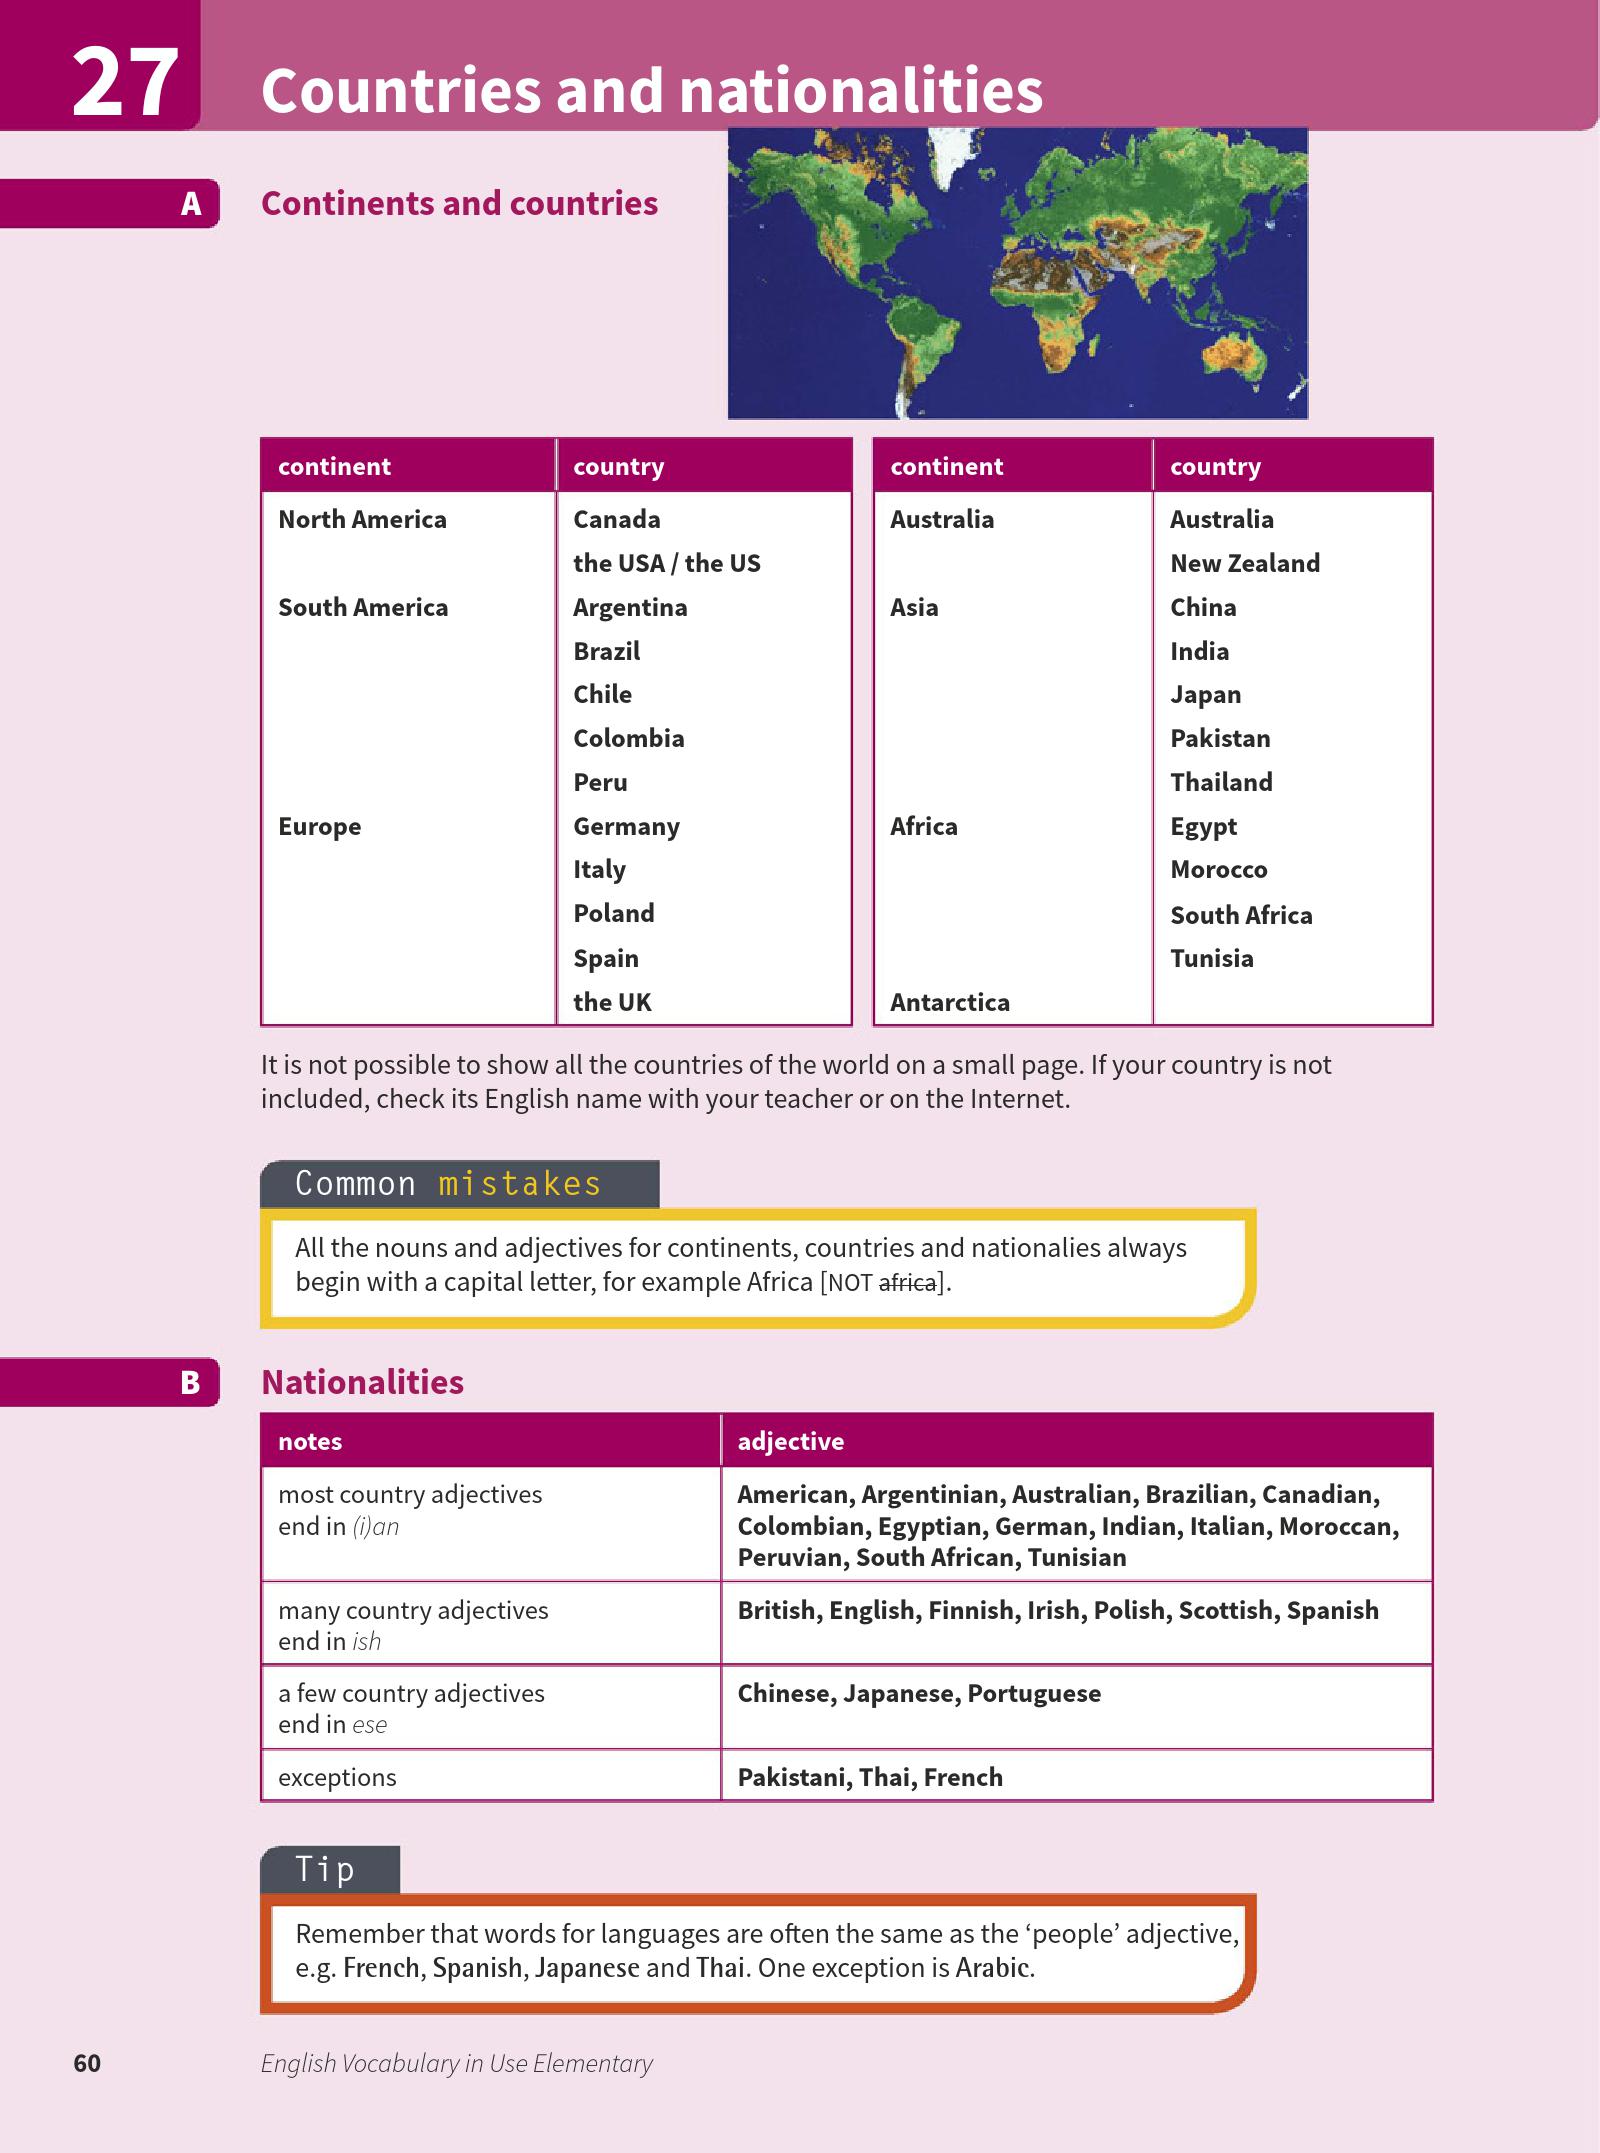 27
Countries and nationalities
A
Continents and countries
continent country continent country
North America Canada Australia Australia
the USA / the US New Zealand
South America Argentina Asia China
Brazil India
Chile Japan
Colombia Pakistan
Peru Thailand
Europe Germany Africa Egypt
Italy Morocco
Poland South Africa
Spain Tunisia
the UK Antarctica
It is not possible to show all the countries of the world on a small page. If your country is not
included, check its English name with your teacher or on the Internet.
Common mistakes
All the nouns and adjectives for continents, countries and nationalies always
begin with a capital letter, for example Africa [NOT africa].
B
Nationalities
notes adjective
most country adjectives American, Argentinian, Australian, Brazilian, Canadian,
end in (i)an Colombian, Egyptian, German, Indian, Italian, Moroccan,
Peruvian, South African, Tunisian
many country adjectives British, English, Finnish, Irish, Polish, Scottish, Spanish
end in ish
a few country adjectives Chinese, Japanese, Portuguese
end in ese
exceptions Pakistani, Thai, French
Tip
Remember that words for languages are often the same as the ‘people’ adjective,
e.g. French, Spanish, Japanese and Thai. One exception is Arabic.
60 English Vocabulary in Use Elementary